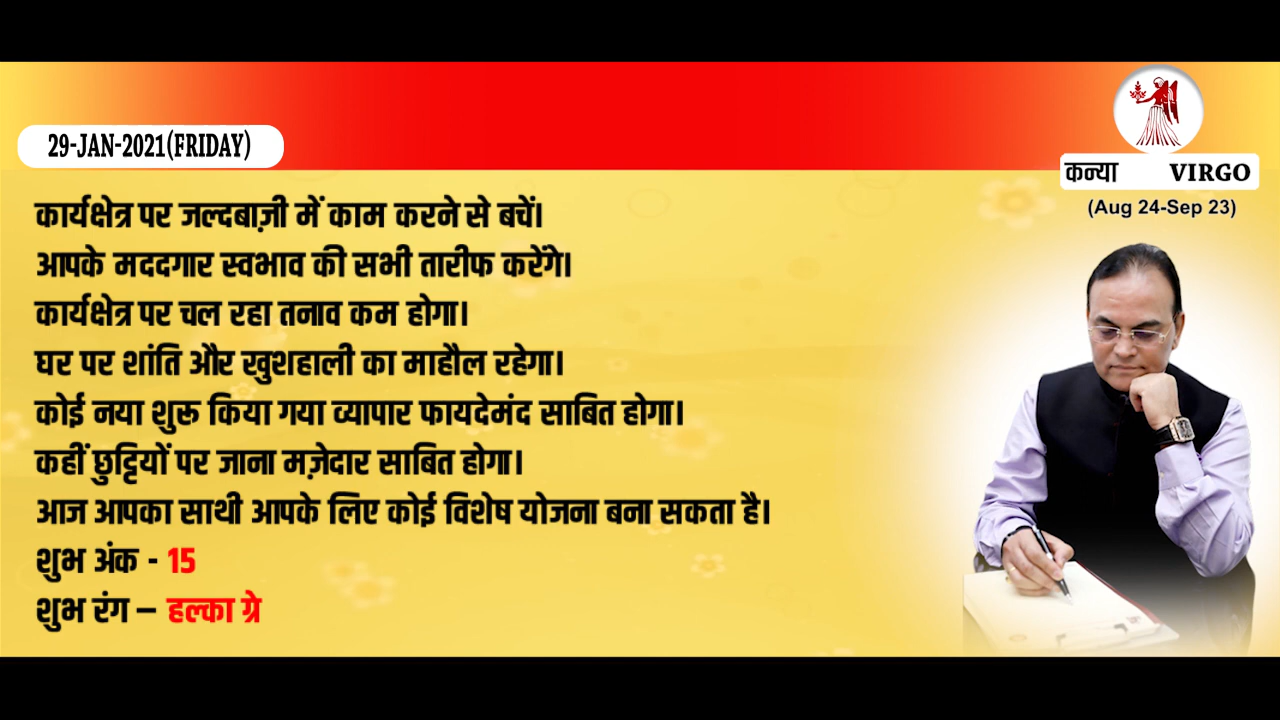 29-JAN-2021(FRIDAY)
कन्या VIRGO
(Aug 24-Sep 23)
कार्यक्षेत्र पर जल्दबाज़ी में काम करने से बचें।
आपके मददगार स्वभाव की सभी तारीफ करेंगे।
कार्यक्षेत्र पर चल रहा तनाव कम होगा।
घर पर शांति और खुशहाली का माहौल रहेगा।
कोई नया शुरू किया गया व्यापार फायदेमंद साबित होगा।
कहीं छुट्टियों पर जाना मज़ेदार साबित होगा।
आज आपका साथी आपके लिए कोई विशेष योजना बना सकता है।
शुभ अंक - 15
शुभ रंग – हल्का ग्रे